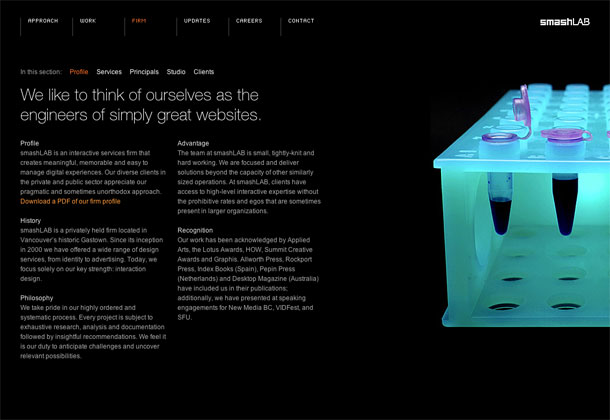 APPROACH WORK FIRM UPDATES CAREERS CONTACT
smashLAB
In this section: Profile Services Principals Studio Clients
We like to think of ourselves as the
engineers of simply great websites.
Profile
smashLAB is an interactive services firm that
creates meaningful, memorable and easy to
manage digital experiences. Our diverse clients in
the private and public sector appreciate our
pragmatic and sometimes unorthodox approach.
Download a PDF of our firm profile
History
smashLAB is a privately held firm located in
Vancouver's historic Gastown. Since its inception
in 2000 we have offered a wide range of design
services, from identity to advertising. Today, we
focus solely on our key strength: interaction
design.
Philosophy
We take pride in our highly ordered and
systematic process. Every project is subject to
exhaustive research, analysis and documentation
followed by insightful recommendations. We feel it
is our duty to anticipate challenges and uncover
relevant possibilities.
Advantage
The team at smashLAB is small, tightly-knit and
hard working. We are focused and deliver
solutions beyond the capacity of other similarly
sized operations. At smashLAB, clients have
access to high-level interactive expertise without
the prohibitive rates and egos that are sometimes
present in larger organizations.
Recognition
Our work has been acknowledged by Applied
Arts, the Lotus Awards, HOW, Summit Creative
Awards and Graphis. Allworth Press, Rockport
Press, Index Books (Spain), Pepin Press
(Netherlands) and Desktop Magazine (Australia)
have included us in their publications;
additionally, we have presented at speaking
engagements for New Media BC, VIDFest, and
SFU.